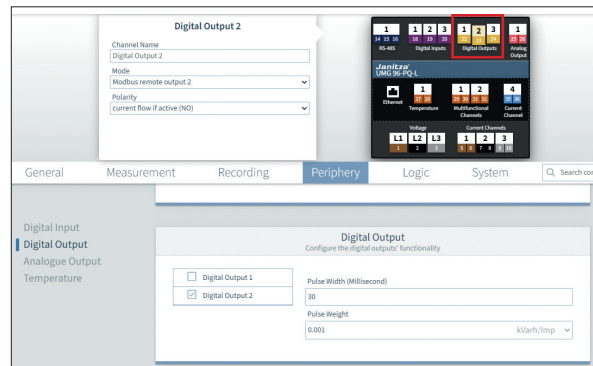 Digital Output 2
Channel Name
Digital Output 2
Mode
Modbus remote output 2
Polarity
current flow if active (NO)
1 1 2 3 1 2 3 1
14 15 16 18 19 20 22 23 24 25 26
RS-485 Digital Inputs Digital Outputs Analog Output
Janitza®
UMG 96-PQ-L
1 1 2 4
27 28 29 30 31 32 35 36
Ethernet Temperature Multifunctional Channels Current Channel
Voltage Current Channels
L1 L2 L3 1 2 3
1 2 3 5 6 7 8 9 10
General Measurement Recording Periphery Logic System Search con
Digital Input
Digital Output
Analogue Output
Temperature
Digital Output
Configure the digital outputs' functionality
Digital Output 1
Digital Output 2
Pulse Width (Millisecond)
30
Pulse Weight
0.001 kVarh/Imp